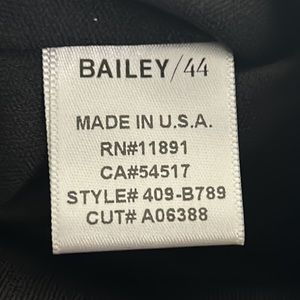 BAILEY/44
MADE IN U.S.A.
RN#11891
CA#54517
STYLE# 409-B789
CUT# A06388